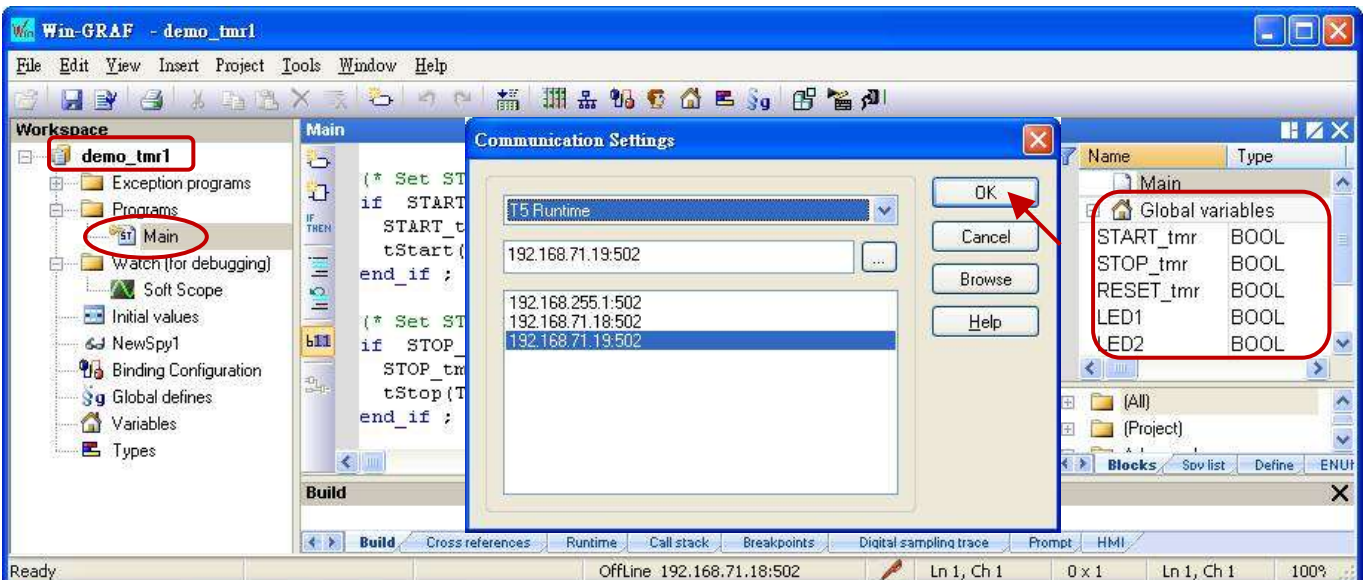 Win-GRAF - demo_tmr1
File Edit View Insert Project Tools Window Help
Workspace
demo_tmr1
Exception programs
Programs
ST Main
Watch (for debugging)
Soft Scope
Initial values
NewSpy1
Binding Configuration
Global defines
Variables
Types
Main
IF THEN
(* Set ST
if START
START_t
tStart(
end_if ;
(* Set ST
if STOP_
STOP_tm
tStop(T
end_if ;
Communication Settings
T5 Runtime
192.168.71.19:502
...
192.168.255.1:502
192.168.71.18:502
192.168.71.19:502
OK
Cancel
Browse
Help
Name Type
Main
Global variables
START_tmr BOOL
STOP_tmr BOOL
RESET_tmr BOOL
LED1 BOOL
LED2 BOOL
(All)
(Project)
Blocks Spy list Define
Build
Build Cross references Runtime Call stack Breakpoints Digital sampling trace Prompt HMI
Ready OffLine 192.168.71.18:502 Ln 1, Ch 1 0 x 1 Ln 1, Ch 1 100%